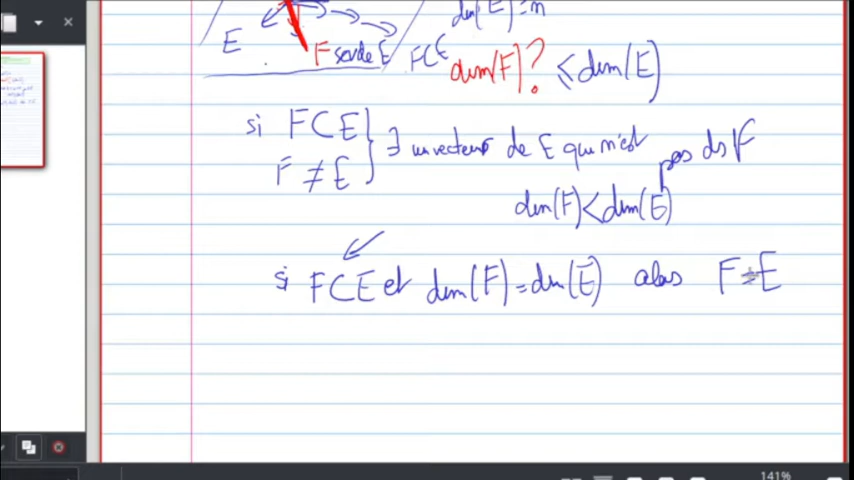 dim(E)=n
E
F sev de E
F⊂E
dim(F)? ≤ dim(E)
si F⊂E
F ≠ E
∃ un vecteur de E qui n'est pas ds F
dim(F)<dim(E)
si F⊂E et dim(F)=dim(E) alors F=E
141%